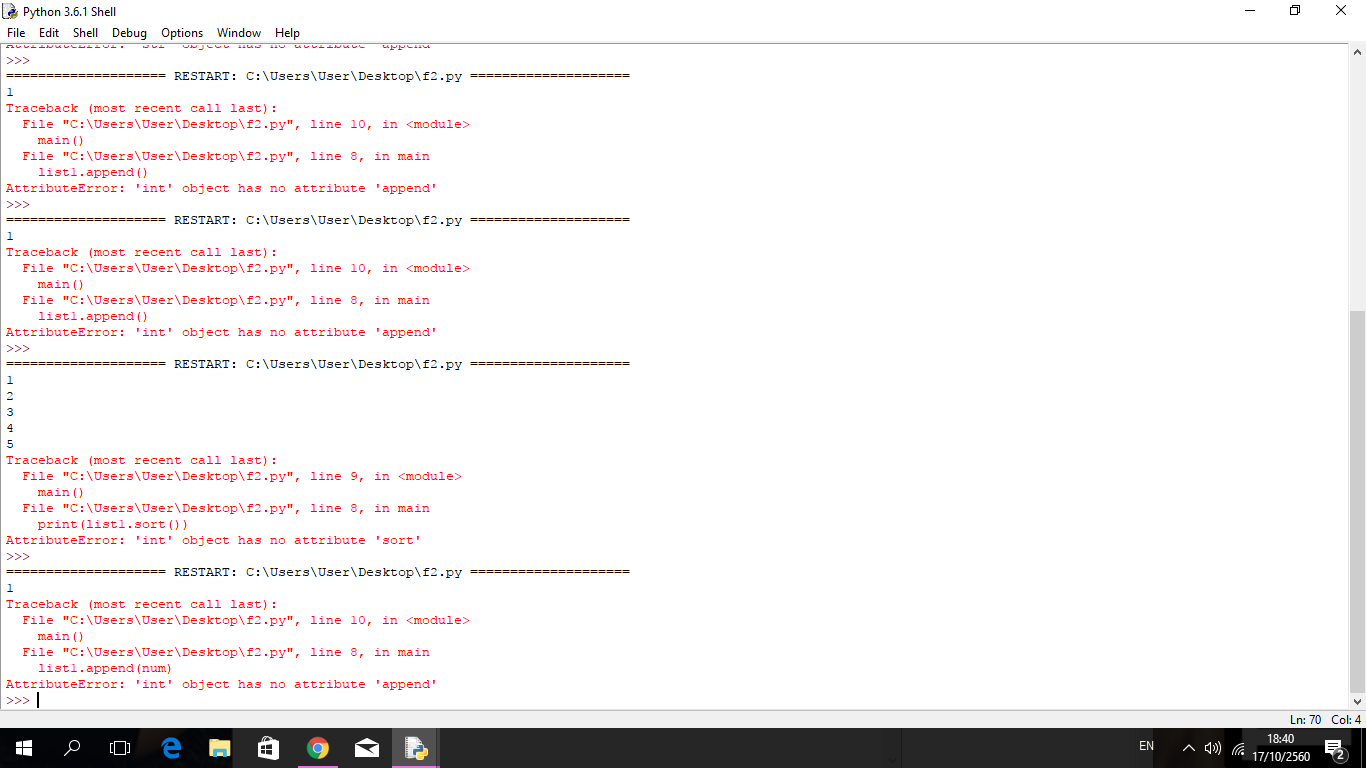 Python 3.6.1 Shell
File Edit Shell Debug Options Window Help
AttributeError: 'str' object has no attribute 'append'
>>>
==================== RESTART: C:\Users\User\Desktop\f2.py ====================
1
Traceback (most recent call last):
  File "C:\Users\User\Desktop\f2.py", line 10, in <module>
    main()
  File "C:\Users\User\Desktop\f2.py", line 8, in main
    list1.append()
AttributeError: 'int' object has no attribute 'append'
>>>
==================== RESTART: C:\Users\User\Desktop\f2.py ====================
1
Traceback (most recent call last):
  File "C:\Users\User\Desktop\f2.py", line 10, in <module>
    main()
  File "C:\Users\User\Desktop\f2.py", line 8, in main
    list1.append()
AttributeError: 'int' object has no attribute 'append'
>>>
==================== RESTART: C:\Users\User\Desktop\f2.py ====================
1
2
3
4
5
Traceback (most recent call last):
  File "C:\Users\User\Desktop\f2.py", line 9, in <module>
    main()
  File "C:\Users\User\Desktop\f2.py", line 8, in main
    print(list1.sort())
AttributeError: 'int' object has no attribute 'sort'
>>>
==================== RESTART: C:\Users\User\Desktop\f2.py ====================
1
Traceback (most recent call last):
  File "C:\Users\User\Desktop\f2.py", line 10, in <module>
    main()
  File "C:\Users\User\Desktop\f2.py", line 8, in main
    list1.append(num)
AttributeError: 'int' object has no attribute 'append'
>>>
Ln: 70 Col: 4
EN
18:40
17/10/2560
2